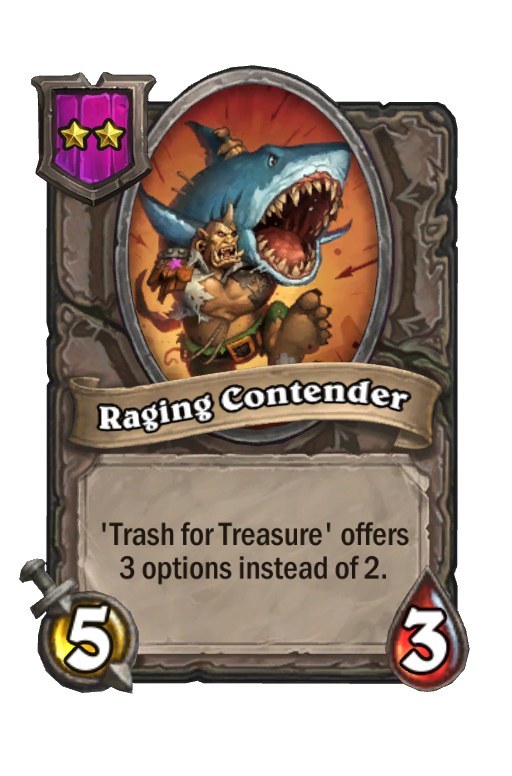 Raging Contender
'Trash for Treasure' offers
3 options instead of 2.
5
3